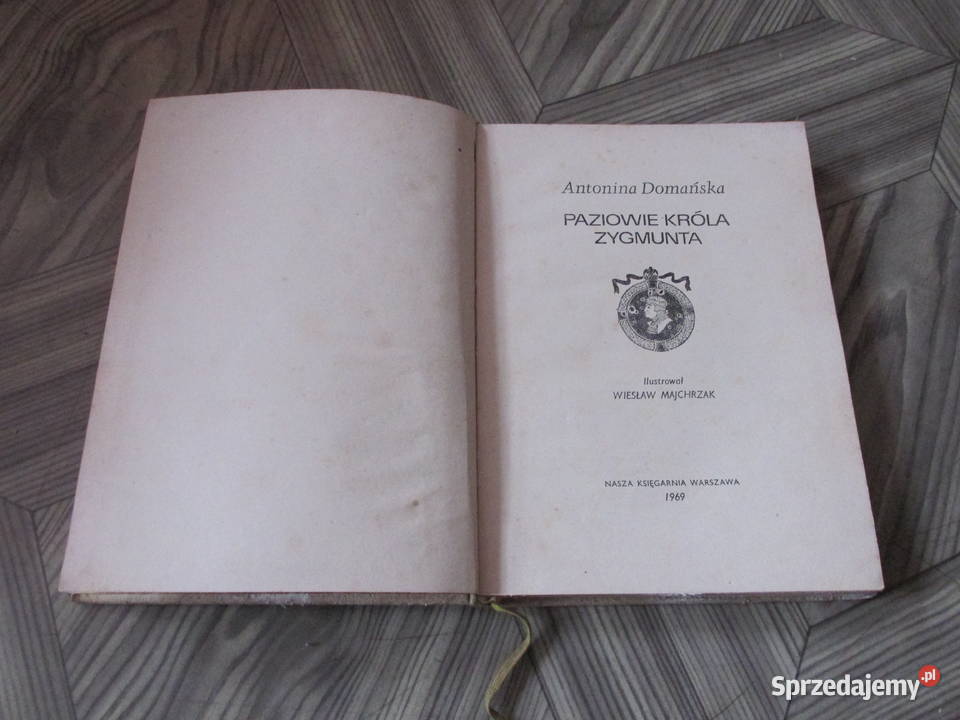 Antonina Domańska
PAZIOWIE KRÓLA
ZYGMUNTA
Ilustrował
WIESŁAW MAJCHRZAK
NASZA KSIĘGARNIA WARSZAWA
1969
Sprzedajemy.pl